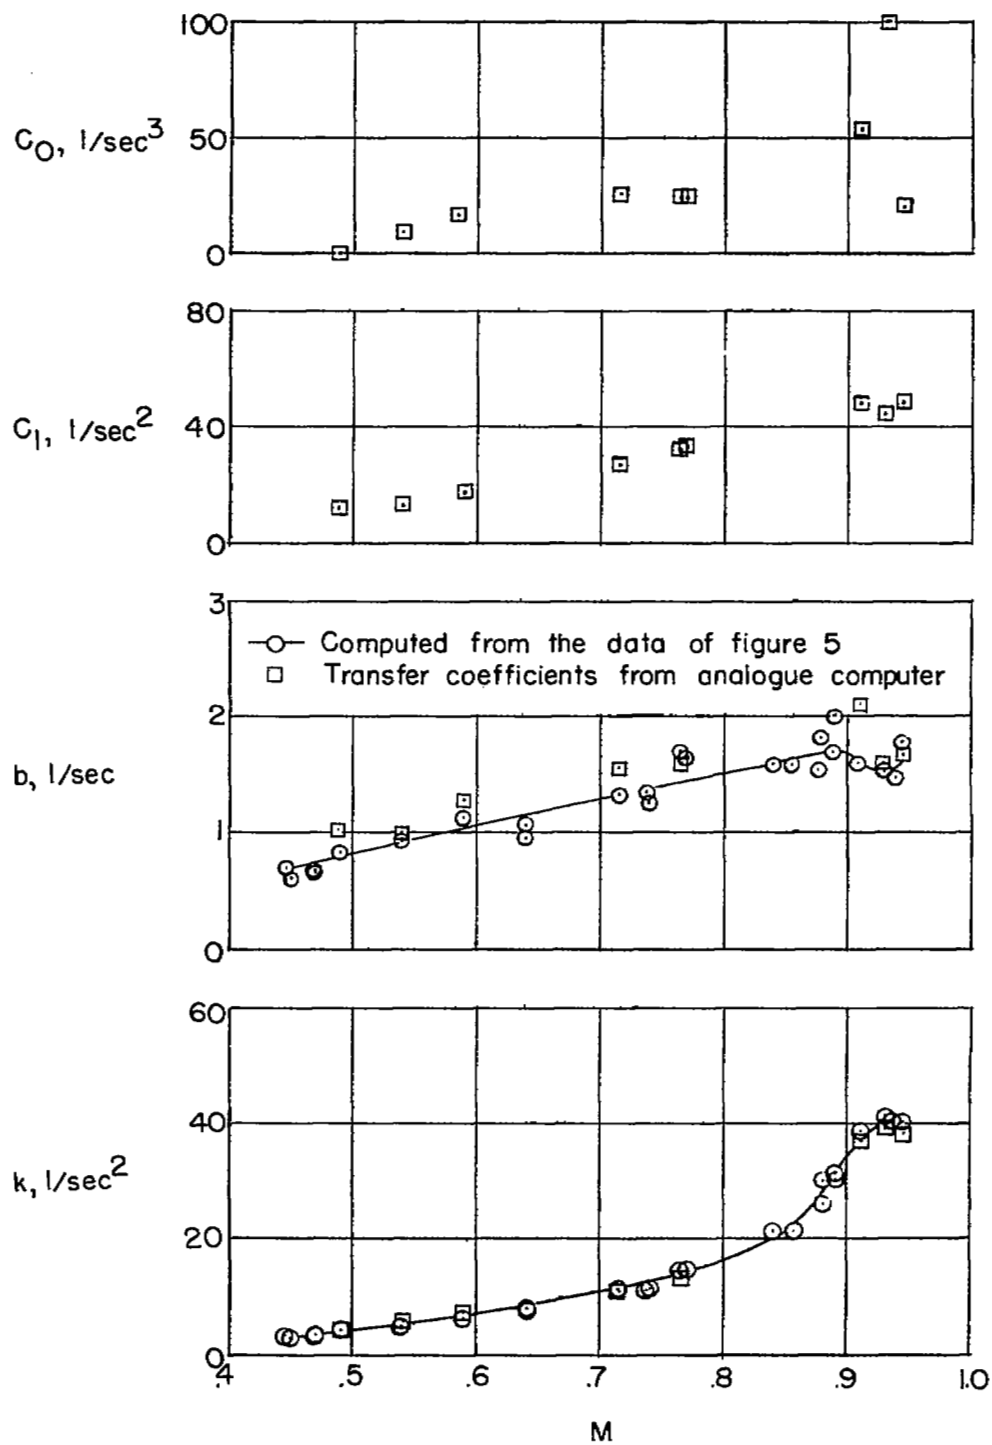 100
C₀, 1/sec³
50
0
80
C₁, 1/sec²
40
0
3
Computed from the data of figure 5
Transfer coefficients from analogue computer
2
b, 1/sec
1
0
60
40
k, 1/sec²
20
0
.4 .5 .6 .7 .8 .9 1.0
M